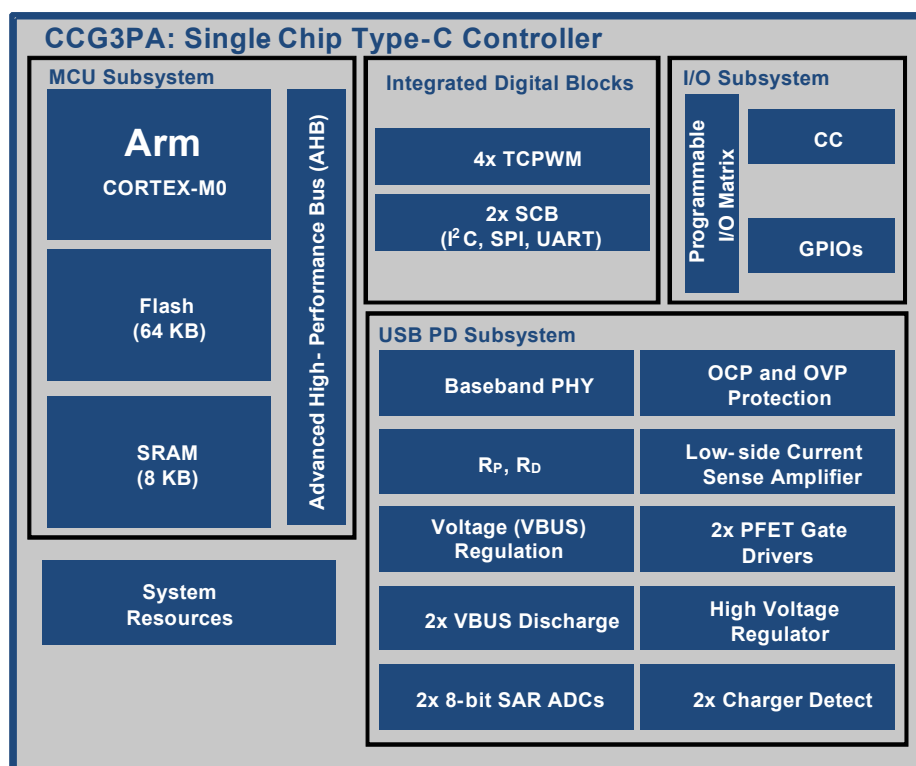 CCG3PA: Single Chip Type-C Controller
MCU Subsystem
Arm
CORTEX-M0
Flash
(64 KB)
SRAM
(8 KB)
Advanced High- Performance Bus (AHB)
System
Resources
Integrated Digital Blocks
4x TCPWM
2x SCB
(I²C, SPI, UART)
I/O Subsystem
Programmable
I/O Matrix
CC
GPIOs
USB PD Subsystem
Baseband PHY
OCP and OVP
Protection
RP, RD
Low-side Current
Sense Amplifier
Voltage (VBUS)
Regulation
2x PFET Gate
Drivers
2x VBUS Discharge
High Voltage
Regulator
2x 8-bit SAR ADCs
2x Charger Detect